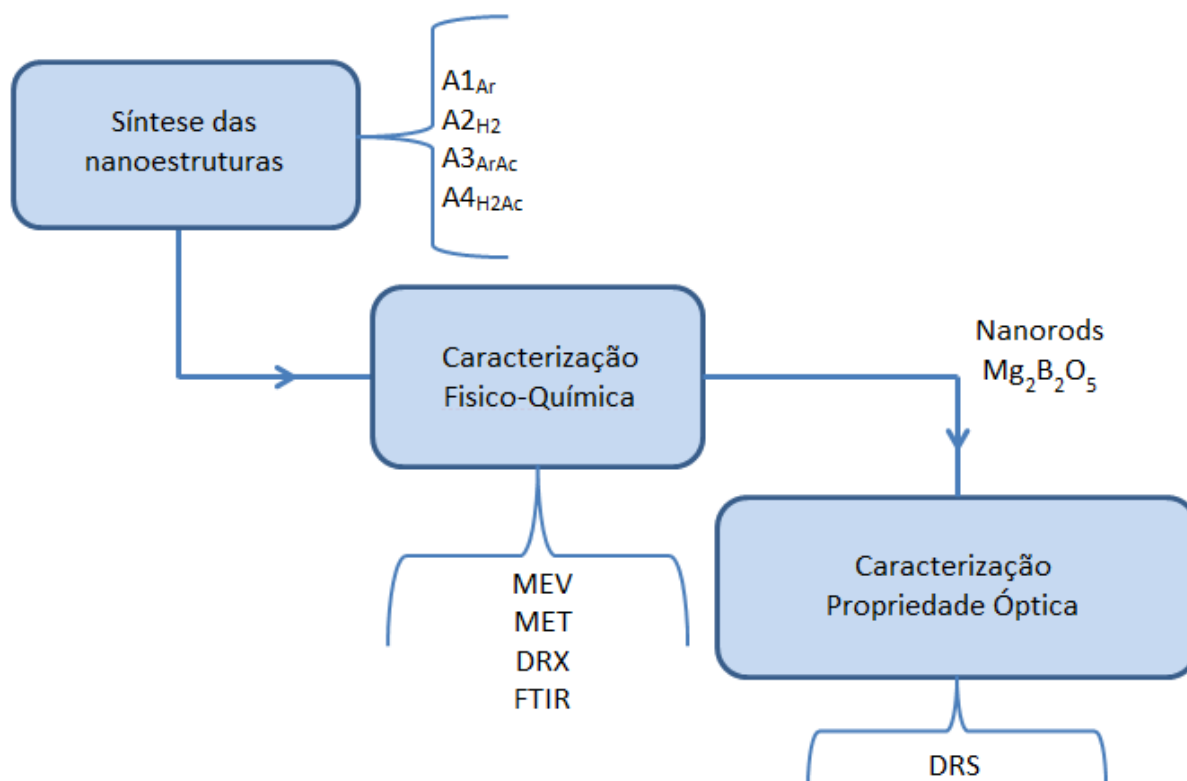 Síntese das
nanoestruturas
A1Ar
A2H2
A3ArAc
A4H2Ac
Caracterização
Fisico-Química
Nanorods
Mg2B2O5
MEV
MET
DRX
FTIR
Caracterização
Propriedade Óptica
DRS